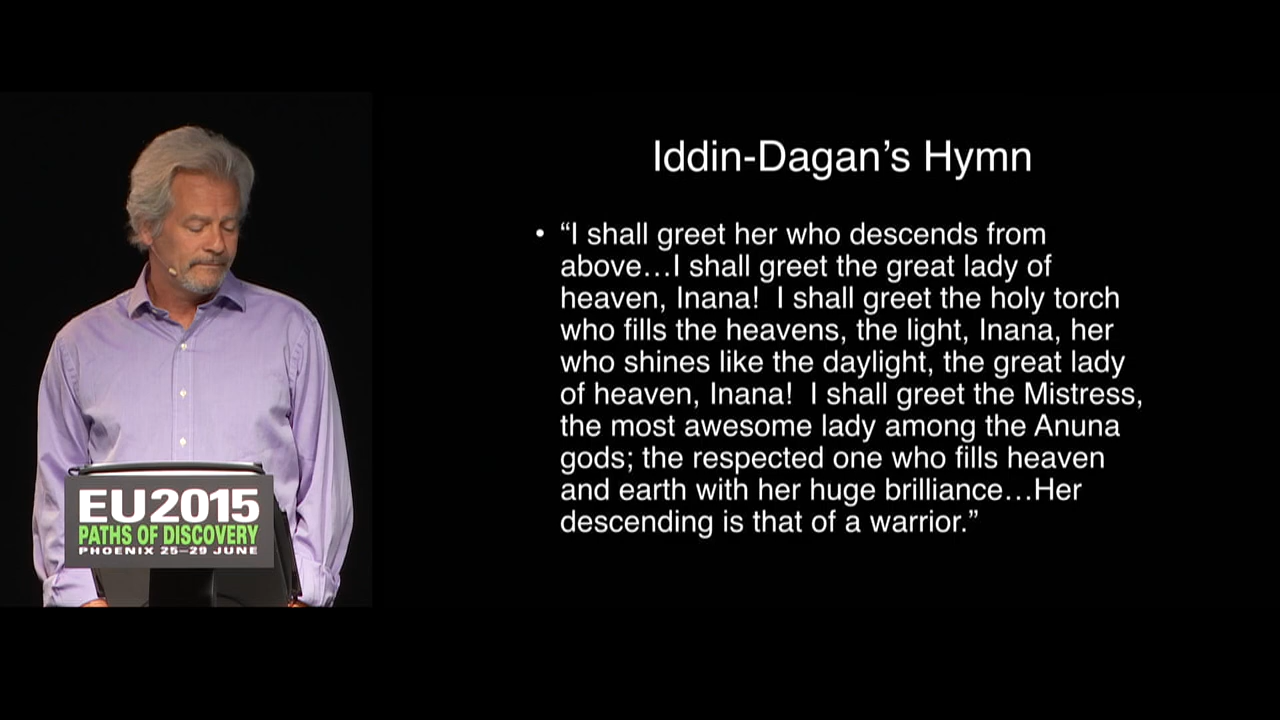 Iddin-Dagan’s Hymn
• “I shall greet her who descends from
above…I shall greet the great lady of
heaven, Inana!  I shall greet the holy torch
who fills the heavens, the light, Inana, her
who shines like the daylight, the great lady
of heaven, Inana!  I shall greet the Mistress,
the most awesome lady among the Anuna
gods; the respected one who fills heaven
and earth with her huge brilliance…Her
descending is that of a warrior.”
EU2015
PATHS OF DISCOVERY
PHOENIX 25–29 JUNE